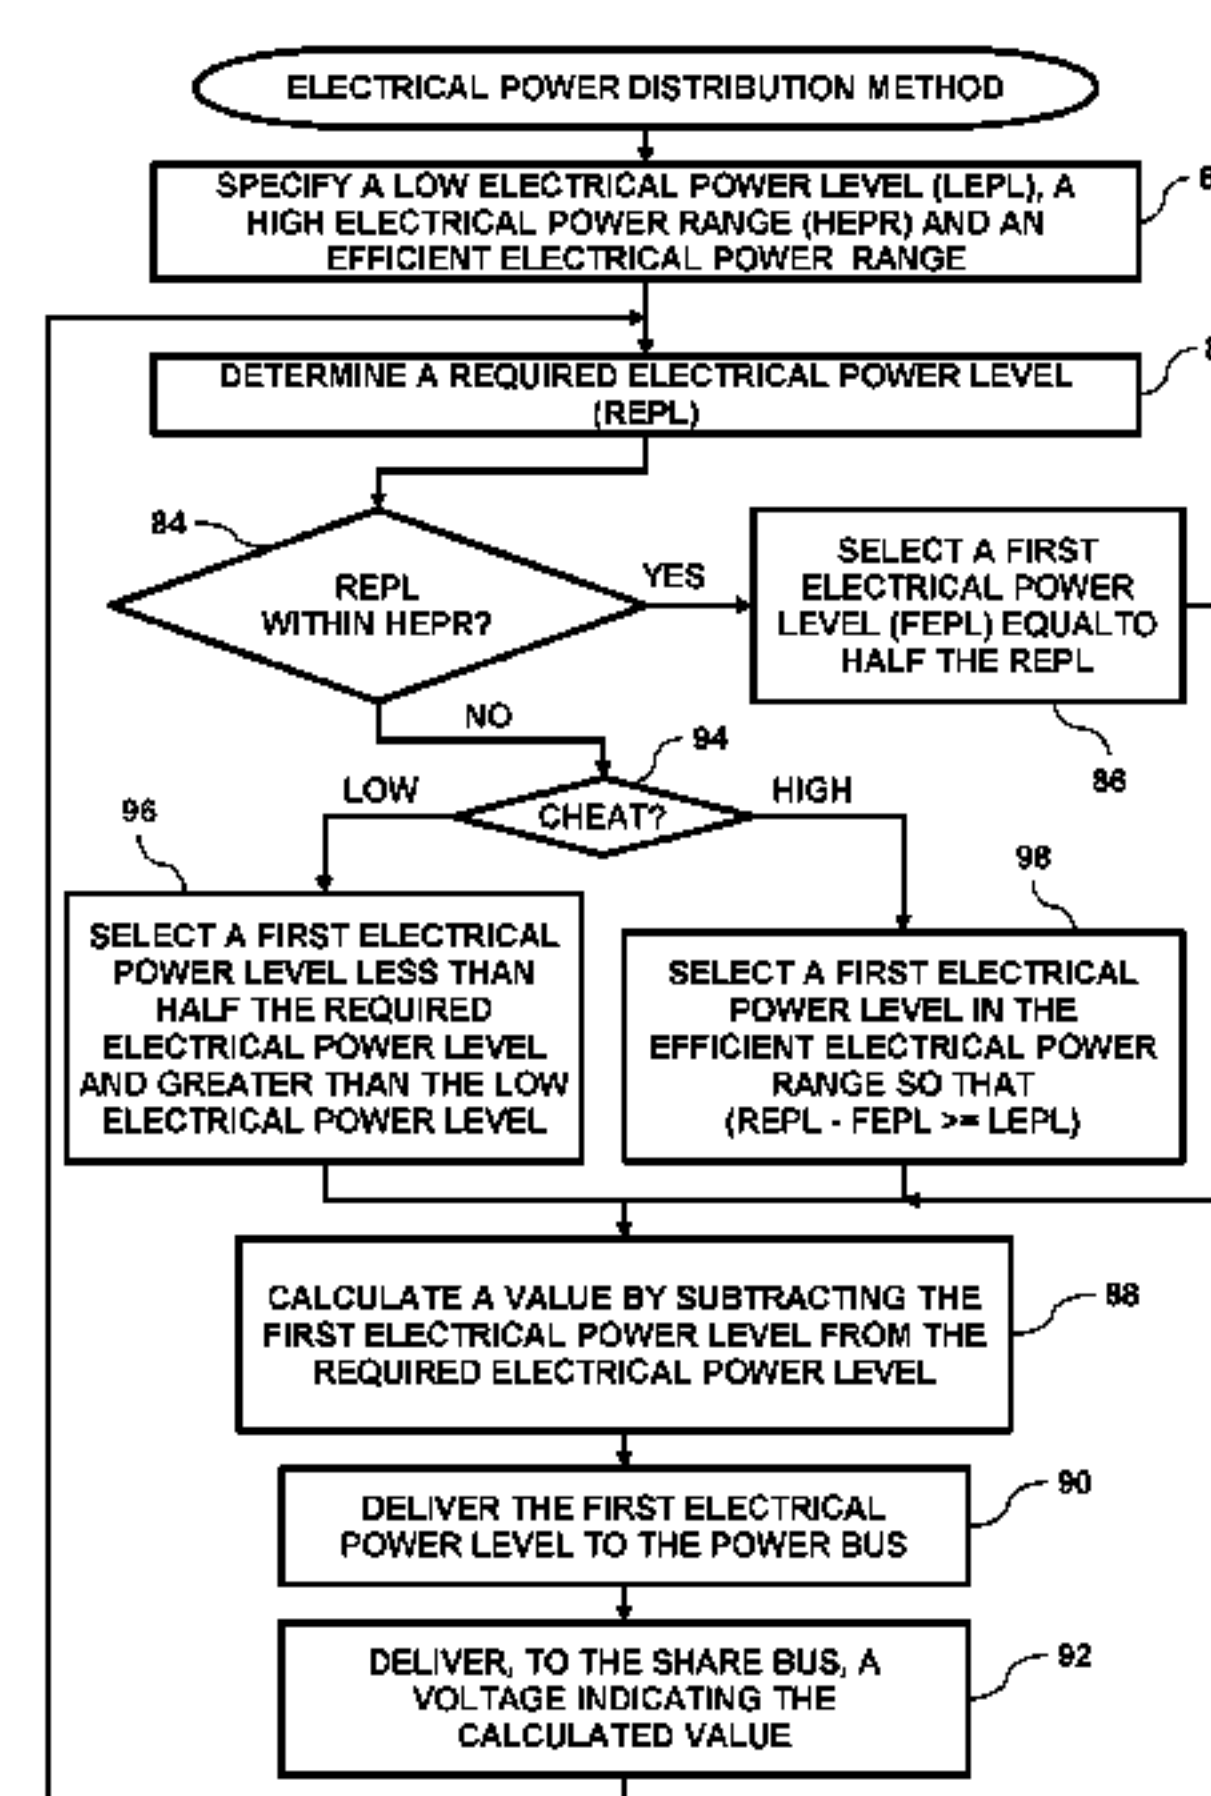 ELECTRICAL POWER DISTRIBUTION METHOD
SPECIFY A LOW ELECTRICAL POWER LEVEL (LEPL), A
HIGH ELECTRICAL POWER RANGE (HEPR) AND AN
EFFICIENT ELECTRICAL POWER RANGE
DETERMINE A REQUIRED ELECTRICAL POWER LEVEL
(REPL)
84
REPL
WITHIN HEPR?
YES
SELECT A FIRST
ELECTRICAL POWER
LEVEL (FEPL) EQUALTO
HALF THE REPL
86
NO
94
LOW
CHEAT?
HIGH
96
98
SELECT A FIRST ELECTRICAL
POWER LEVEL LESS THAN
HALF THE REQUIRED
ELECTRICAL POWER LEVEL
AND GREATER THAN THE LOW
ELECTRICAL POWER LEVEL
SELECT A FIRST ELECTRICAL
POWER LEVEL IN THE
EFFICIENT ELECTRICAL POWER
RANGE SO THAT
(REPL - FEPL >= LEPL)
CALCULATE A VALUE BY SUBTRACTING THE
FIRST ELECTRICAL POWER LEVEL FROM THE
REQUIRED ELECTRICAL POWER LEVEL
88
DELIVER THE FIRST ELECTRICAL
POWER LEVEL TO THE POWER BUS
90
DELIVER, TO THE SHARE BUS, A
VOLTAGE INDICATING THE
CALCULATED VALUE
92